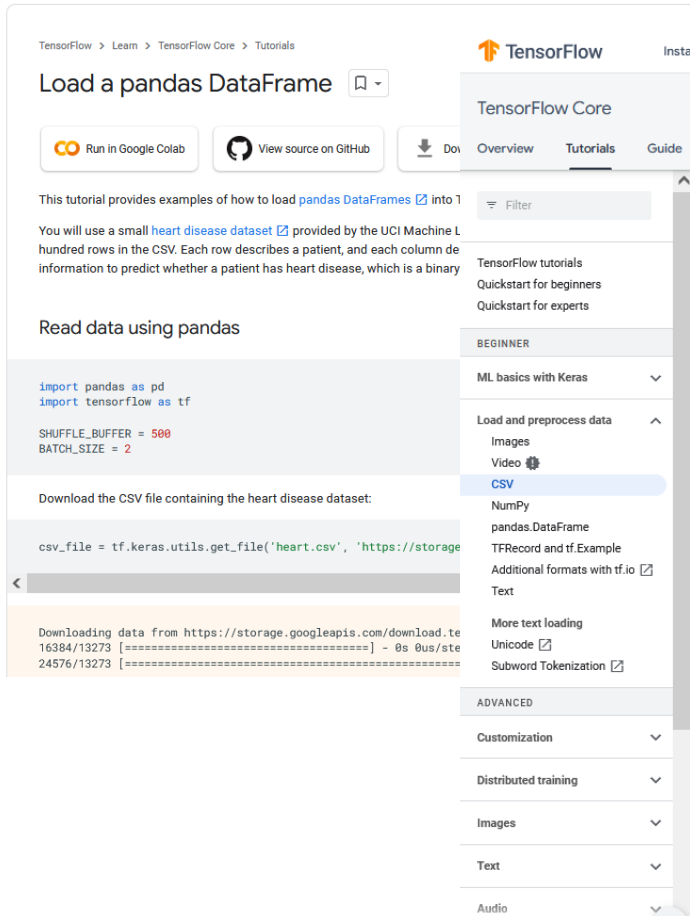 TensorFlow > Learn > TensorFlow Core > Tutorials
Load a pandas DataFrame
Run in Google Colab
View source on GitHub
This tutorial provides examples of how to load pandas DataFrames into
You will use a small heart disease dataset provided by the UCI Machine
hundred rows in the CSV. Each row describes a patient, and each column
information to predict whether a patient has heart disease, which is a binary
Read data using pandas
import pandas as pd
import tensorflow as tf
SHUFFLE_BUFFER = 500
BATCH_SIZE = 2
Download the CSV file containing the heart disease dataset:
csv_file = tf.keras.utils.get_file('heart.csv', 'https://storage
Downloading data from https://storage.googleapis.com/download.te
16384/13273 [=====================================] - 0s 0us/ste
24576/13273 [===================================================
TensorFlow
TensorFlow Core
Overview
Tutorials
Guide
Filter
TensorFlow tutorials
Quickstart for beginners
Quickstart for experts
BEGINNER
ML basics with Keras
Load and preprocess data
Images
Video
CSV
NumPy
pandas.DataFrame
TFRecord and tf.Example
Additional formats with tf.io
Text
More text loading
Unicode
Subword Tokenization
ADVANCED
Customization
Distributed training
Images
Text
Audio